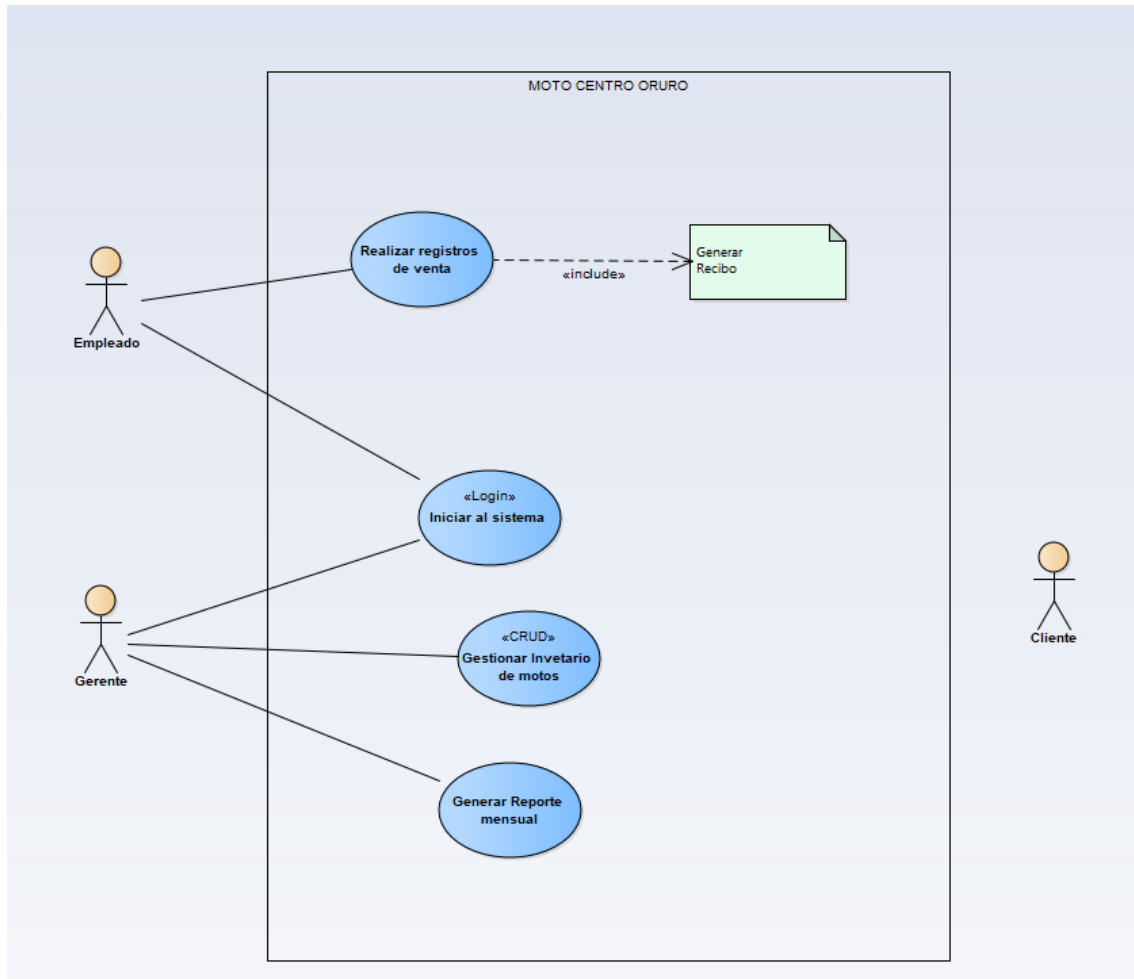 MOTO CENTRO ORURO
Realizar registros
de venta
«include»
Generar
Recibo
Empleado
«Login»
Iniciar al sistema
Gerente
«CRUD»
Gestionar Invetario
de motos
Cliente
Generar Reporte
mensual